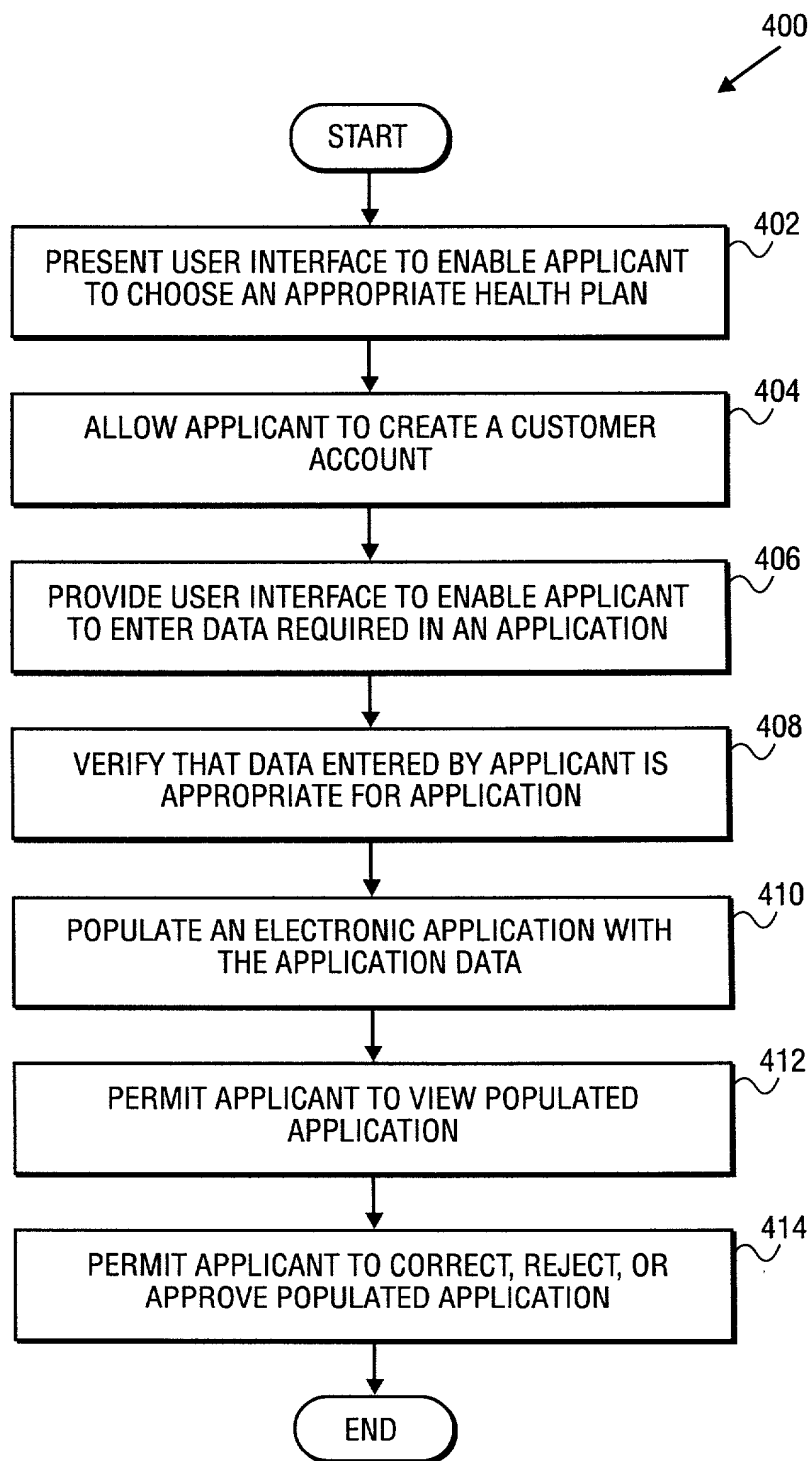 400
START
402
PRESENT USER INTERFACE TO ENABLE APPLICANT
TO CHOOSE AN APPROPRIATE HEALTH PLAN
404
ALLOW APPLICANT TO CREATE A CUSTOMER
ACCOUNT
406
PROVIDE USER INTERFACE TO ENABLE APPLICANT
TO ENTER DATA REQUIRED IN AN APPLICATION
408
VERIFY THAT DATA ENTERED BY APPLICANT IS
APPROPRIATE FOR APPLICATION
410
POPULATE AN ELECTRONIC APPLICATION WITH
THE APPLICATION DATA
412
PERMIT APPLICANT TO VIEW POPULATED
APPLICATION
414
PERMIT APPLICANT TO CORRECT, REJECT, OR
APPROVE POPULATED APPLICATION
END